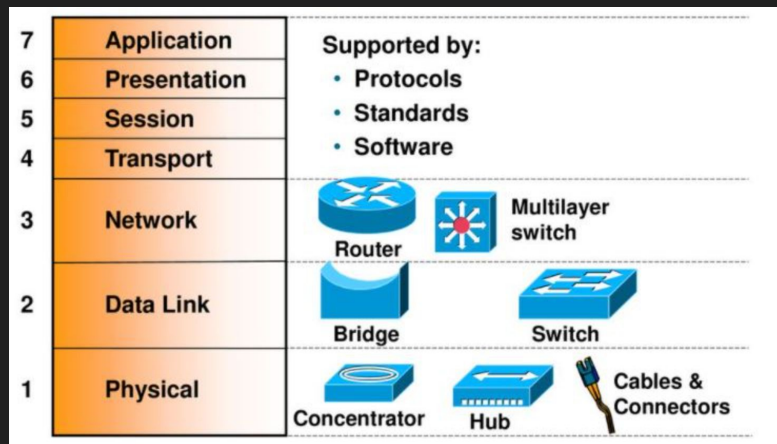 7 Application
6 Presentation
5 Session
4 Transport
Supported by:
• Protocols
• Standards
• Software
3 Network
Router
Multilayer
switch
2 Data Link
Bridge
Switch
1 Physical
Concentrator
Hub
Cables &
Connectors